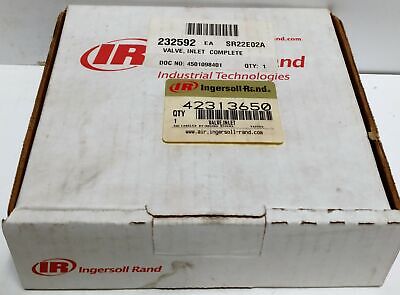 232592 EA SR22E02A
VALVE, INLET COMPLETE
DOC NO: 4501098401 QTY: 1
IR
Industrial Technologies
IR Ingersoll-Rand®
42313650
QTY
1
VALVE, INLET
www.air.ingersoll-rand.com
IR Ingersoll Rand